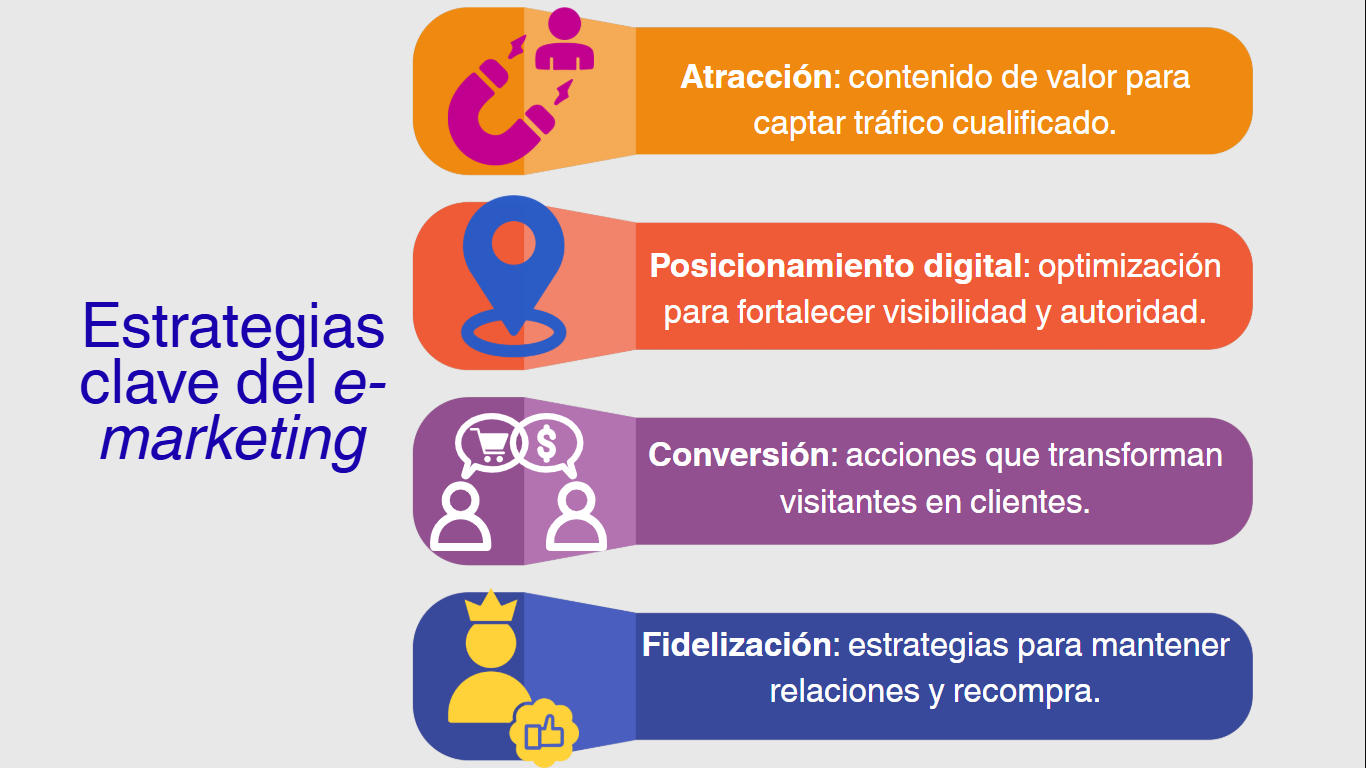 Estrategias
clave del e-
marketing
Atracción: contenido de valor para
captar tráfico cualificado.
Posicionamiento digital: optimización
para fortalecer visibilidad y autoridad.
$
Conversión: acciones que transforman
visitantes en clientes.
Fidelización: estrategias para mantener
relaciones y recompra.